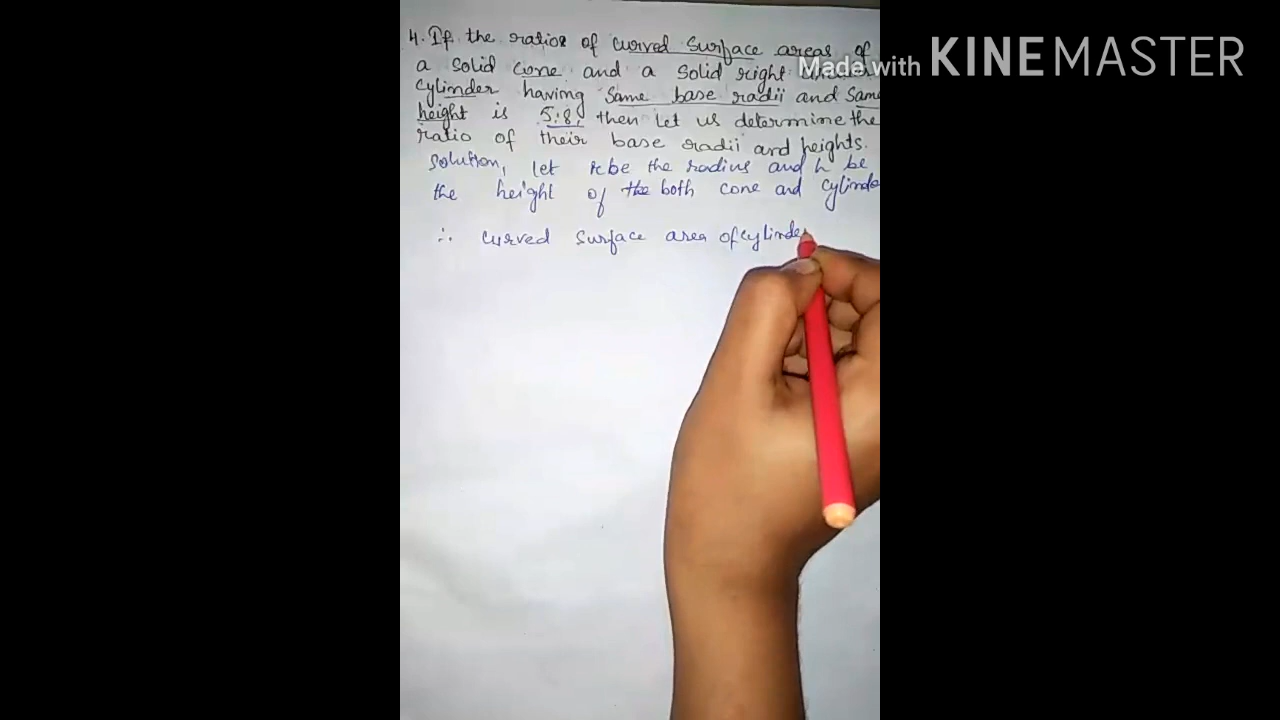 4. If the ratios of curved surface areas of
a solid cone and a solid right
cylinder having same base radii and same
height is 5:8, then let us determine the
ratio of their base radii and heights.
Solution, let r be the radius and h be
the height of the both cone and cylinde
∴ curved surface area of cylinder
Made with KINEMASTER